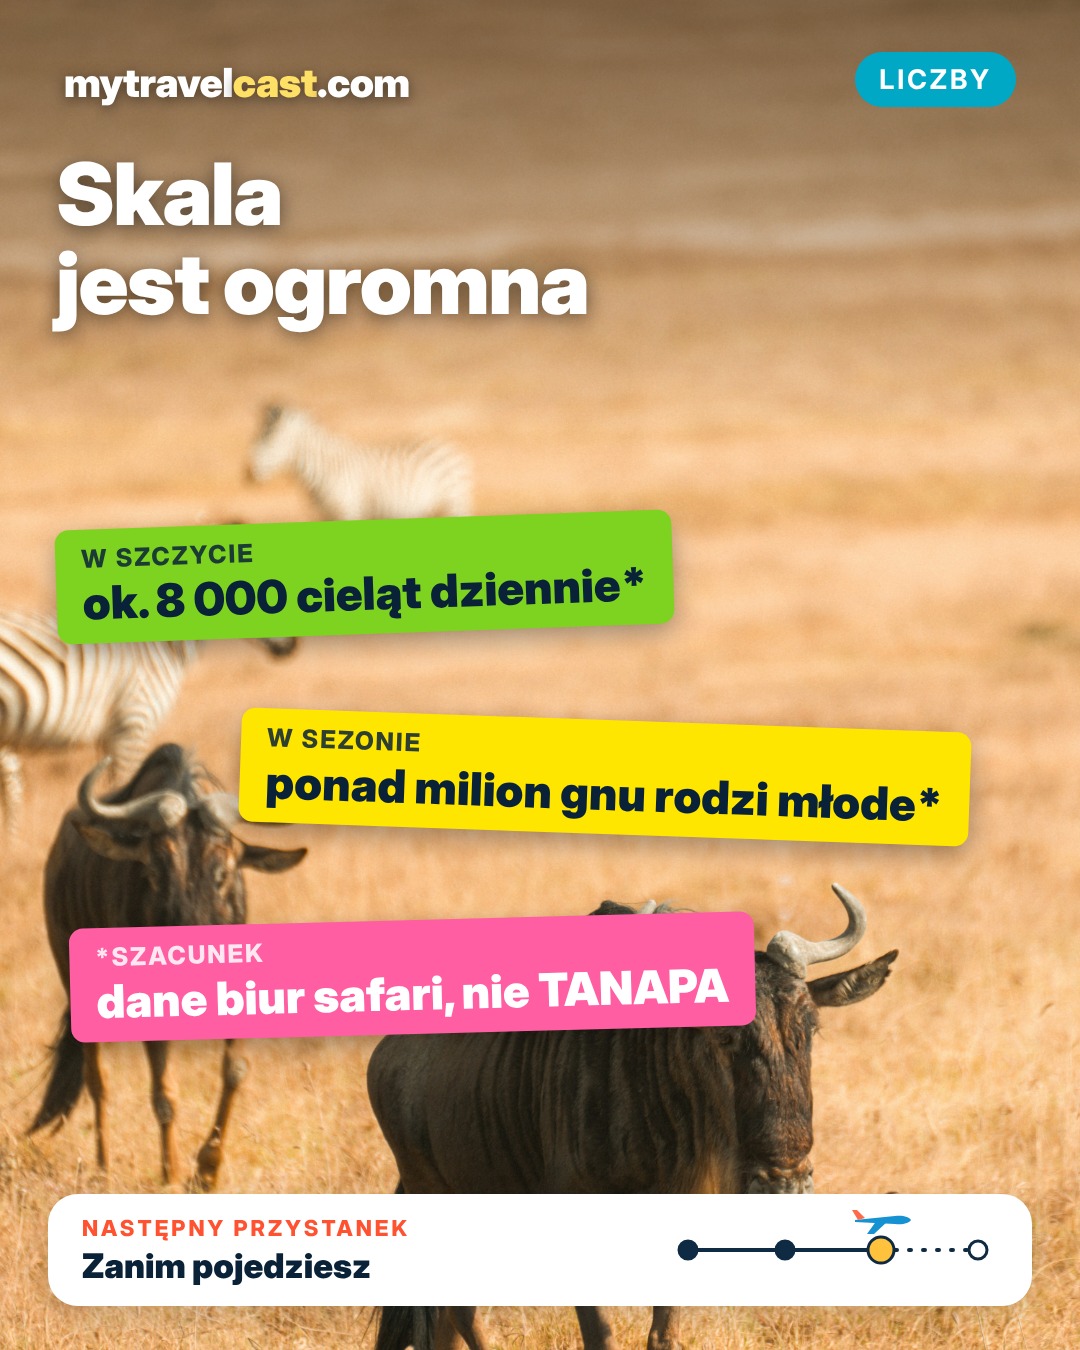 mytravelcast.com
LICZBY
Skala
jest ogromna
W SZCZYCIE
ok. 8 000 cieląt dziennie*
W SEZONIE
ponad milion gnu rodzi młode*
*SZACUNEK
dane biur safari, nie TANAPA
NASTĘPNY PRZYSTANEK
Zanim pojedziesz